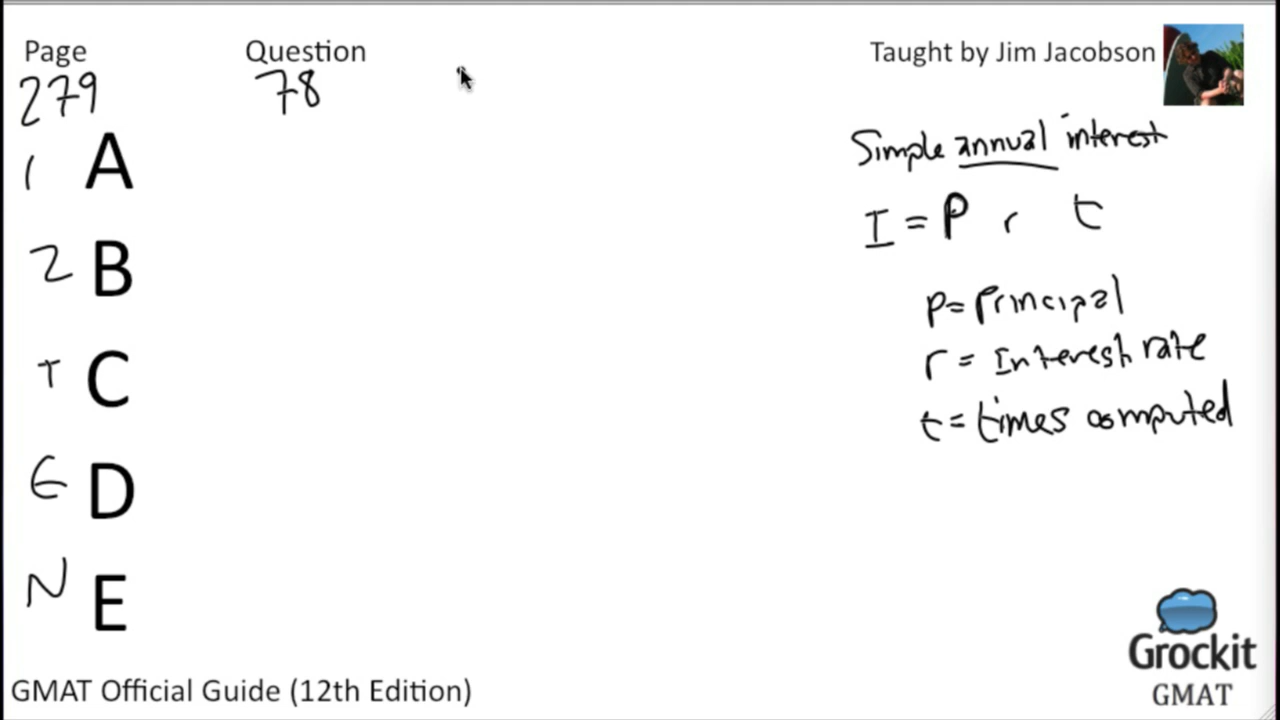 Page Question Taught by Jim Jacobson
279 78
1 A
Simple annual interest
2 B
I = P r t
T C
P = Principal
E D
r = Interest rate
N E
t = times computed
GMAT Official Guide (12th Edition)
Grockit
GMAT